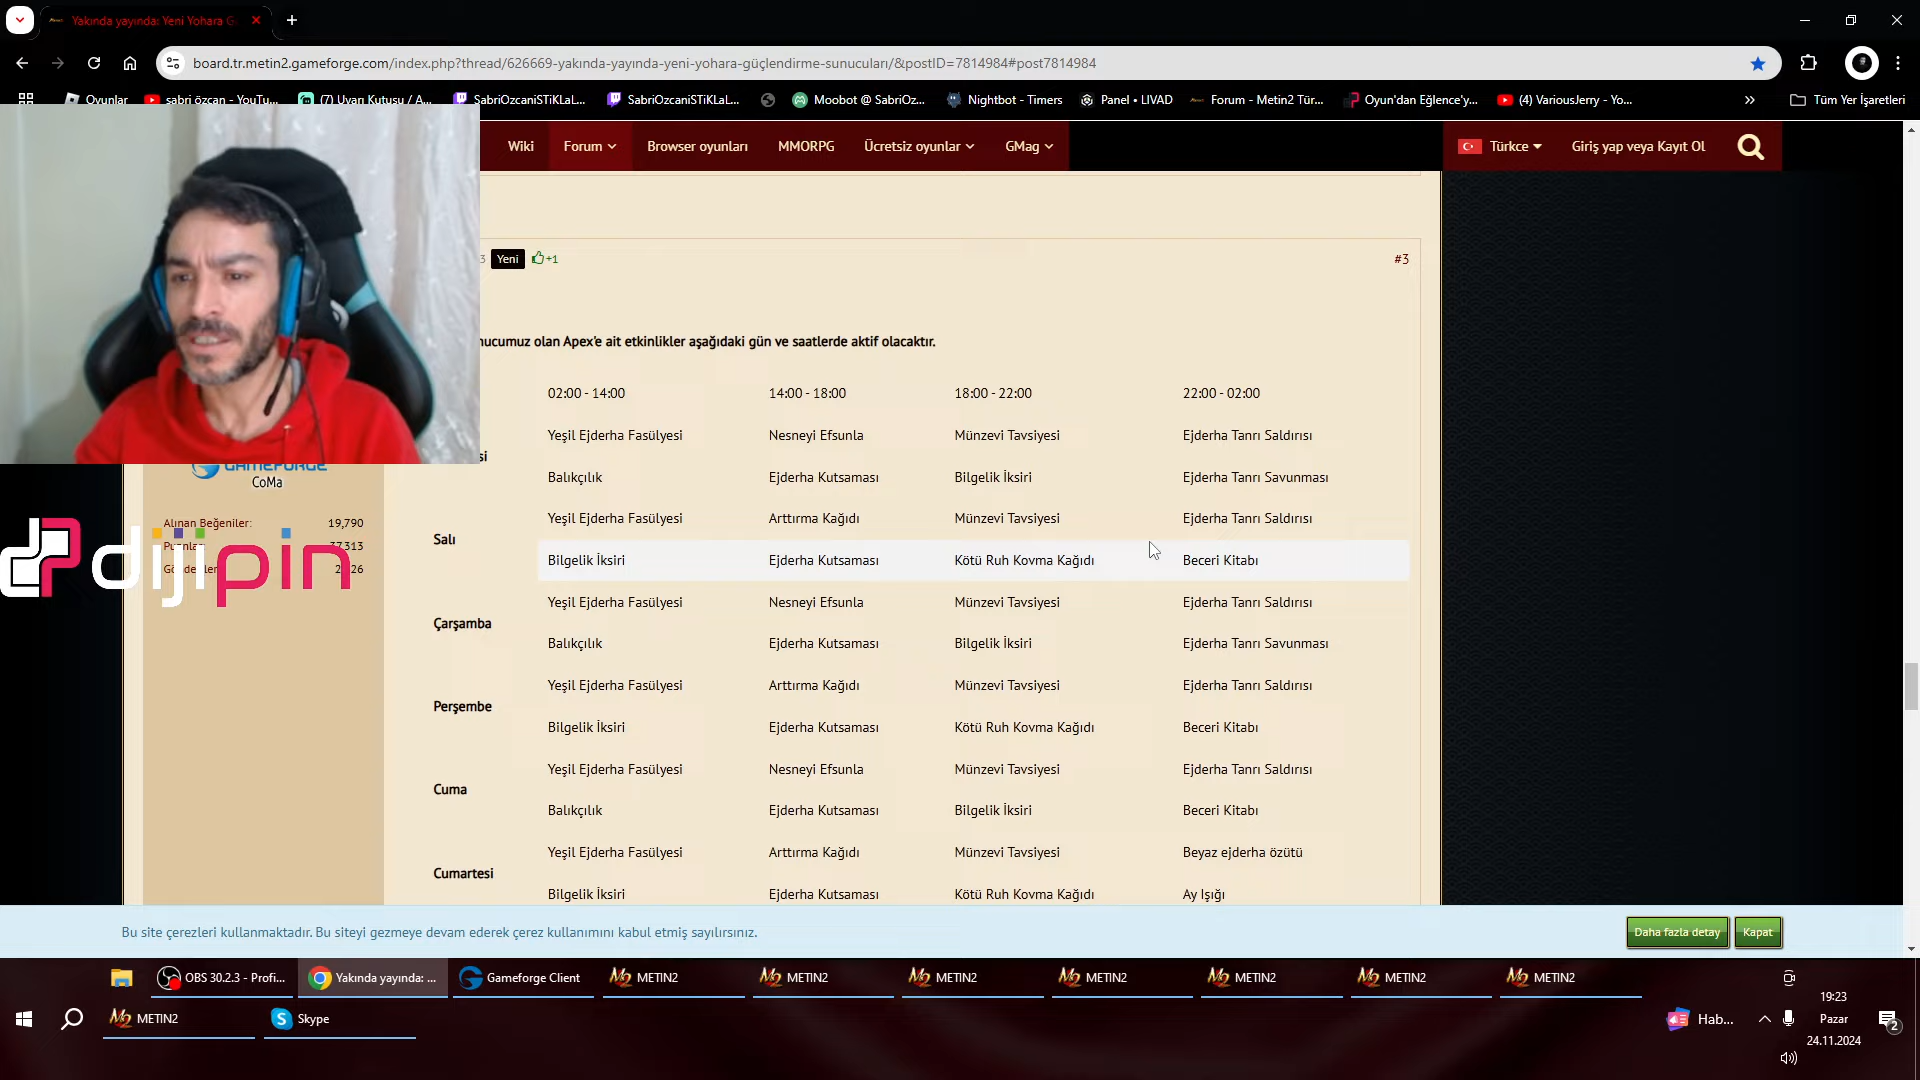 Yakında yayında: Yeni Yohara G
board.tr.metin2.gameforge.com/index.php?thread/626669-yakında-yayında-yeni-yohara-güçlendirme-sunucuları/&postID=7814984#post7814984
Oyunlar
sabri özcan - YouTu...
(7) Uyarı Kutusu / A...
SabriOzcaniSTiKLaL...
SabriOzcaniSTiKLaL...
Moobot @ SabriOz...
Nightbot - Timers
Panel • LIVAD
Forum - Metin2 Tür...
Oyun'dan Eğlence'y...
(4) VariousJerry - Yo...
»
Tüm Yer İşaretleri
Wiki
Forum
Browser oyunları
MMORPG
Ücretsiz oyunlar
GMag
Türkçe
Giriş yap veya Kayıt Ol
3 Yeni +1
#3
ucumuz olan Apex'e ait etkinlikler aşağıdaki gün ve saatlerde aktif olacaktır.
02:00 - 14:00 14:00 - 18:00 18:00 - 22:00 22:00 - 02:00
Yeşil Ejderha Fasülyesi Nesneyi Efsunla Münzevi Tavsiyesi Ejderha Tanrı Saldırısı
si
Balıkçılık Ejderha Kutsaması Bilgelik İksiri Ejderha Tanrı Savunması
Yeşil Ejderha Fasülyesi Arttırma Kağıdı Münzevi Tavsiyesi Ejderha Tanrı Saldırısı
Salı
Bilgelik İksiri Ejderha Kutsaması Kötü Ruh Kovma Kağıdı Beceri Kitabı
Yeşil Ejderha Fasülyesi Nesneyi Efsunla Münzevi Tavsiyesi Ejderha Tanrı Saldırısı
Çarşamba
Balıkçılık Ejderha Kutsaması Bilgelik İksiri Ejderha Tanrı Savunması
Yeşil Ejderha Fasülyesi Arttırma Kağıdı Münzevi Tavsiyesi Ejderha Tanrı Saldırısı
Perşembe
Bilgelik İksiri Ejderha Kutsaması Kötü Ruh Kovma Kağıdı Beceri Kitabı
Yeşil Ejderha Fasülyesi Nesneyi Efsunla Münzevi Tavsiyesi Ejderha Tanrı Saldırısı
Cuma
Balıkçılık Ejderha Kutsaması Bilgelik İksiri Beceri Kitabı
Yeşil Ejderha Fasülyesi Arttırma Kağıdı Münzevi Tavsiyesi Beyaz ejderha özütü
Cumartesi
Bilgelik İksiri Ejderha Kutsaması Kötü Ruh Kovma Kağıdı Ay Işığı
GAMEFORGE
CoMa
Alınan Beğeniler: 19,790
37,313
dijipin
Bu site çerezleri kullanmaktadır. Bu siteyi gezmeye devam ederek çerez kullanımını kabul etmiş sayılırsınız.
Daha fazla detay
Kapat
OBS 30.2.3 - Profi...
Yakında yayında: ...
Gameforge Client
METIN2
METIN2
METIN2
METIN2
METIN2
METIN2
METIN2
METIN2
Skype
Hab...
19:23
Pazar
24.11.2024
2